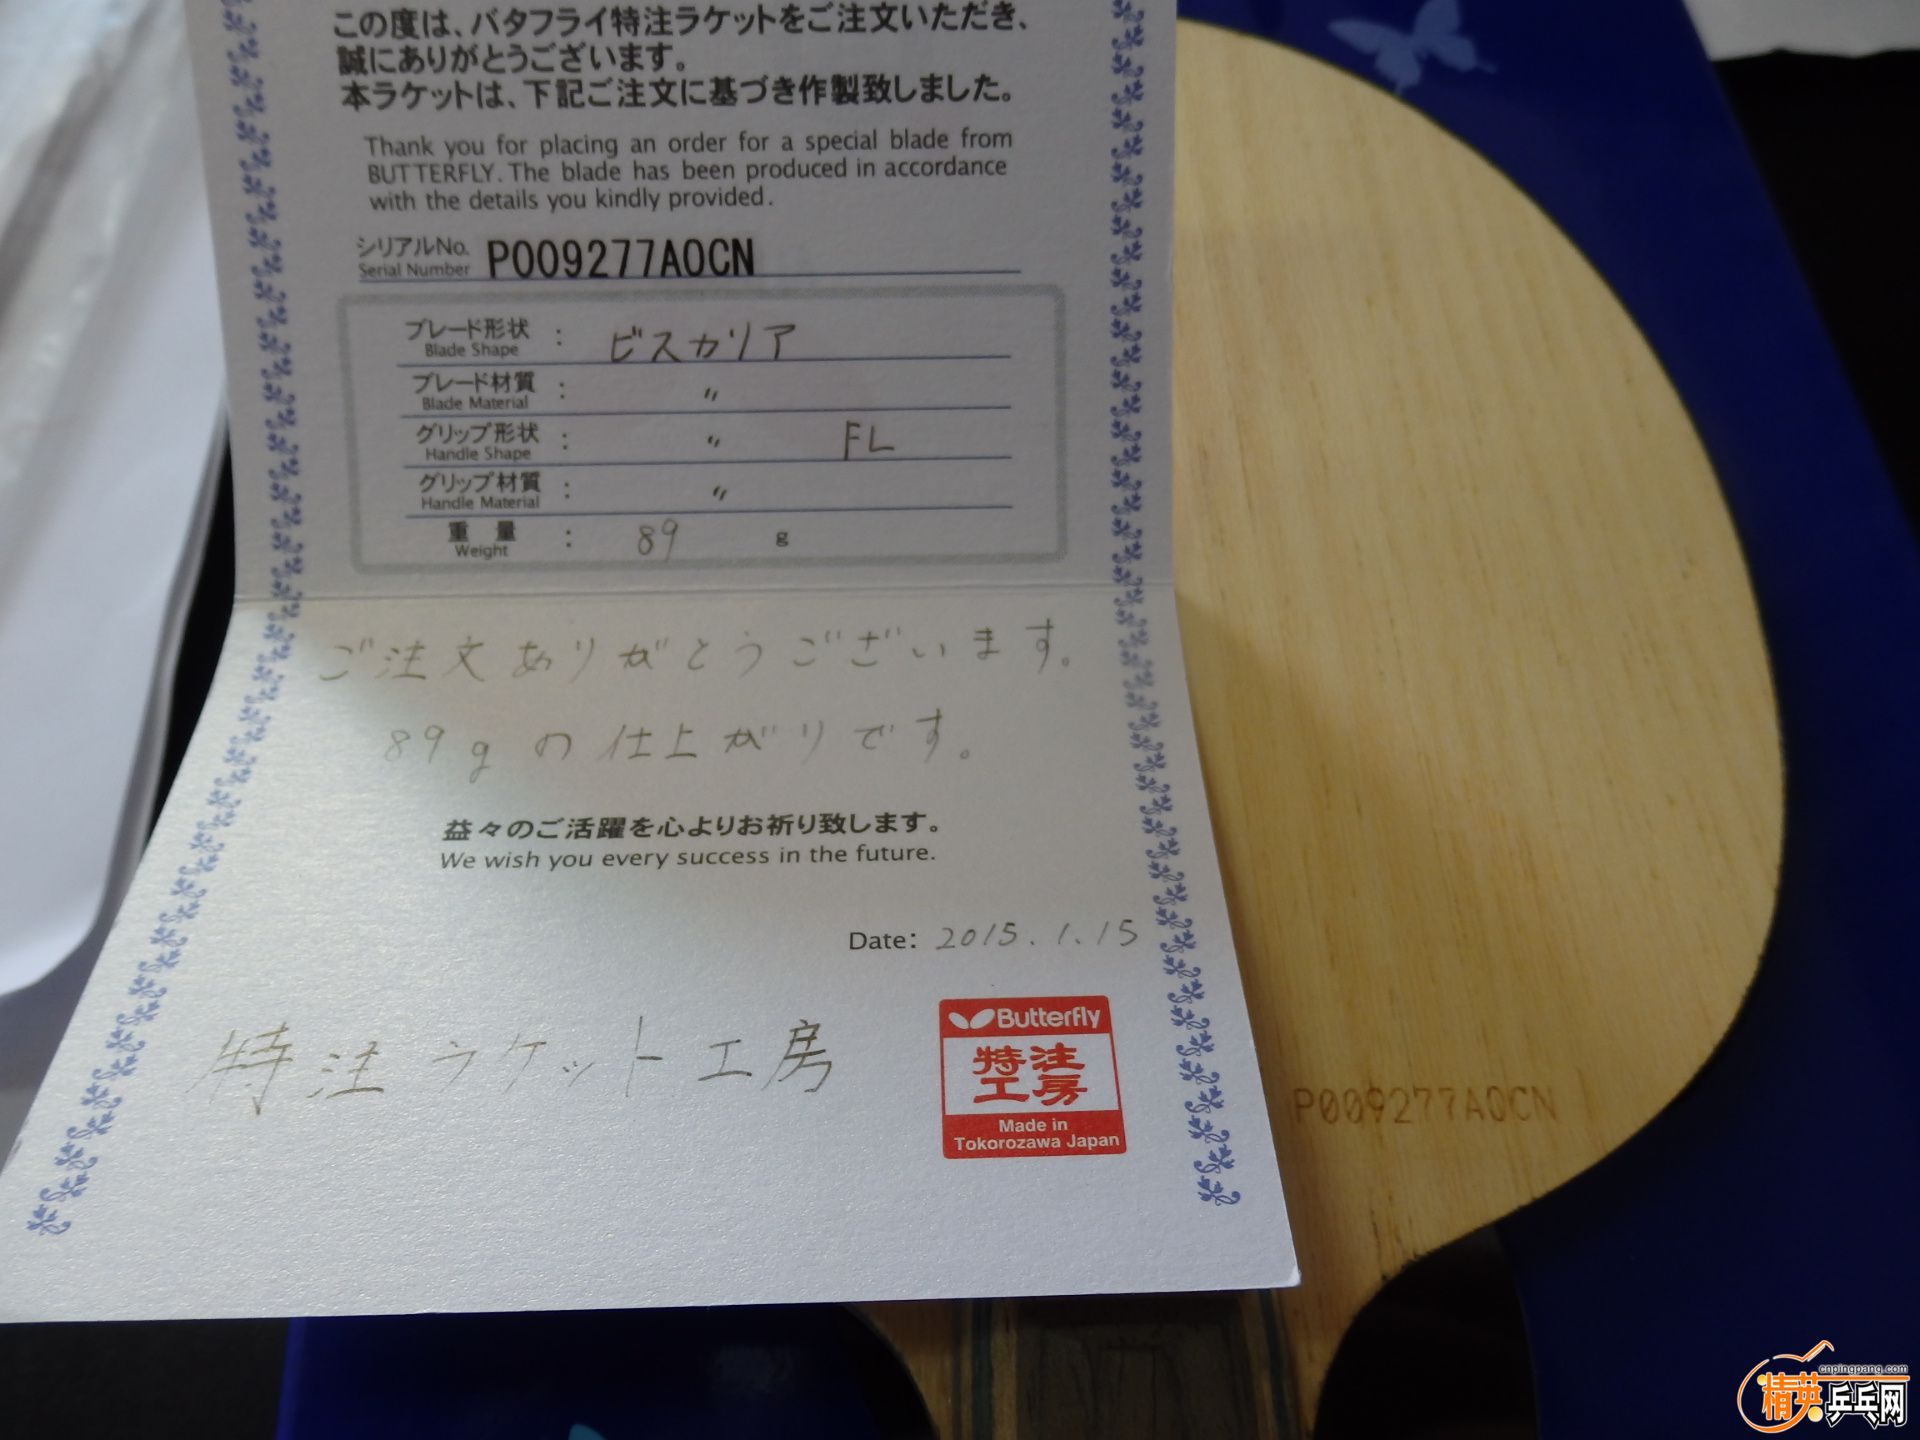 この度は、バタフライ特注ラケットをご注文いただき、
誠にありがとうございます。
本ラケットは、下記ご注文に基づき作製致しました。
Thank you for placing an order for a special blade from
BUTTERFLY. The blade has been produced in accordance
with the details you kindly provided.
シリアルNo.
Serial Number P009277A0CN
ブレード形状 : ビスカリア
Blade Shape
ブレード材質 : 〃
Blade Material
グリップ形状 : 〃 FL
Handle Shape
グリップ材質 : 〃
Handle Material
重量 : 89 g
Weight
ご注文ありがとうございます。
89gの仕上がりです。
益々のご活躍を心よりお祈り致します。
We wish you every success in the future.
Date: 2015.1.15
特注ラケット工房
Butterfly
特注
工房
Made in
Tokorozawa Japan
P009277A0CN
cnpingpang.com
精英乒乓网